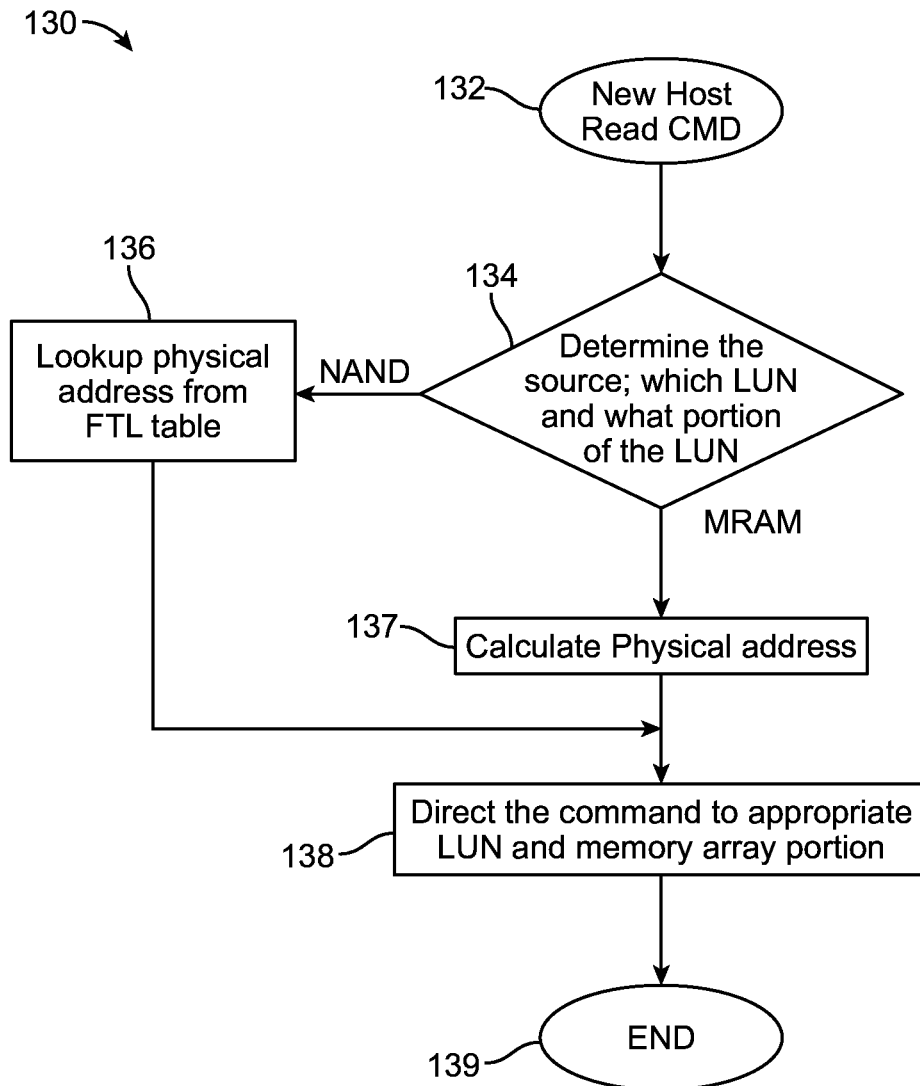 130
132
New Host
Read CMD
136
134
Lookup physical
address from
FTL table
NAND
Determine the
source; which LUN
and what portion
of the LUN
MRAM
137
Calculate Physical address
Direct the command to appropriate
LUN and memory array portion
138
END
139